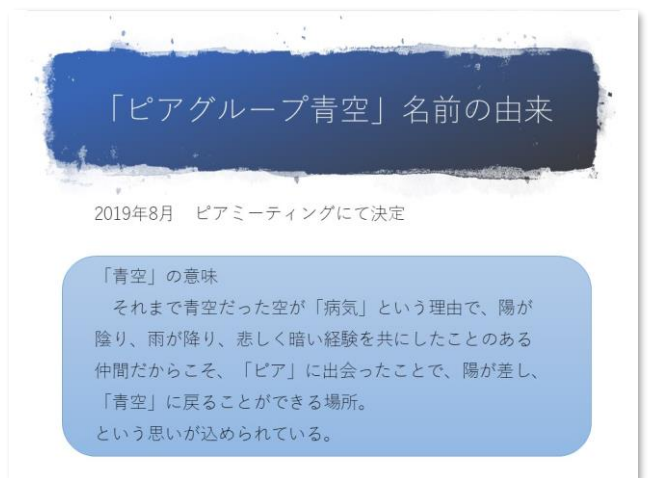 「ピアグループ青空」名前の由来
2019年8月　ピアミーティングにて決定
「青空」の意味
　それまで青空だった空が「病気」という理由で、陽が
陰り、雨が降り、悲しく暗い経験を共にしたことのある
仲間だからこそ、「ピア」に出会ったことで、陽が差し、
「青空」に戻ることができる場所。
という思いが込められている。